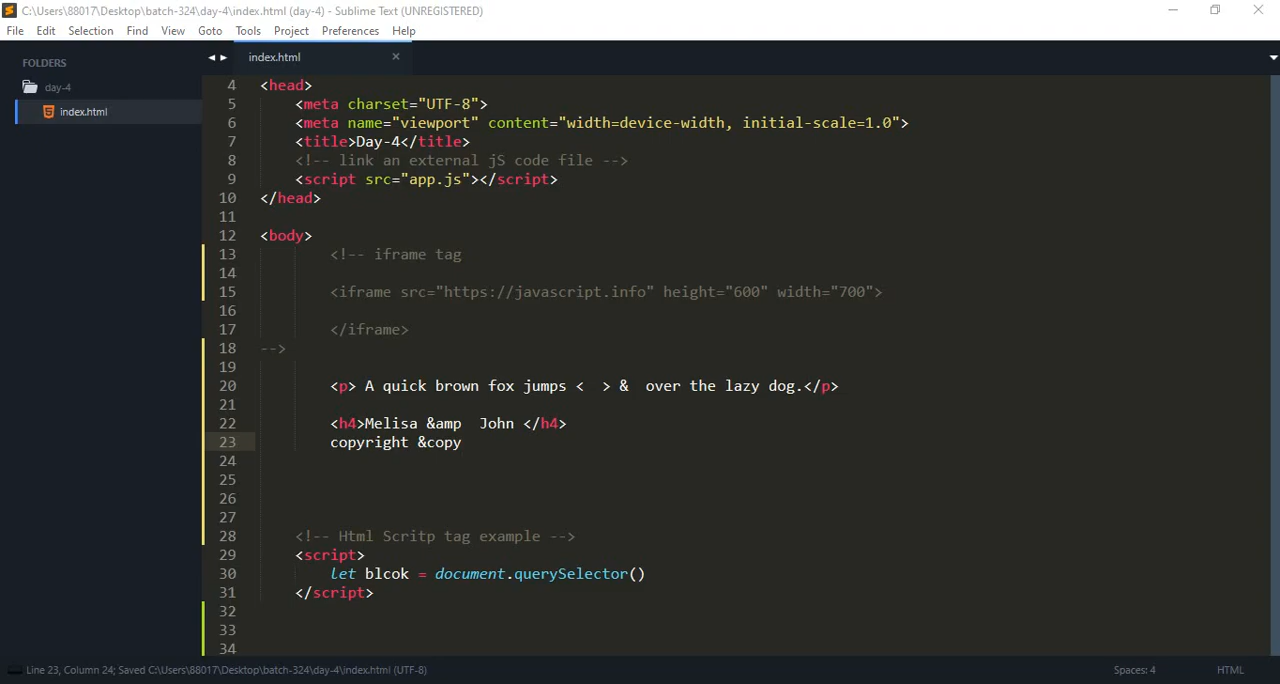 C:\Users\88017\Desktop\batch-324\day-4\index.html (day-4) - Sublime Text (UNREGISTERED)
File Edit Selection Find View Goto Tools Project Preferences Help
FOLDERS
day-4
index.html
index.html
4 <head>
5 <meta charset="UTF-8">
6 <meta name="viewport" content="width=device-width, initial-scale=1.0">
7 <title>Day-4</title>
8 <!-- link an external jS code file -->
9 <script src="app.js"></script>
10 </head>
11
12 <body>
13 <!-- iframe tag
14
15 <iframe src="https://javascript.info" height="600" width="700">
16
17 </iframe>
18 -->
19
20 <p> A quick brown fox jumps <  > &  over the lazy dog.</p>
21
22 <h4>Melisa &amp  John </h4>
23 copyright &copy
24
25
26
27
28 <!-- Html Scritp tag example -->
29 <script>
30 let blcok = document.querySelector()
31 </script>
32
33
34
Line 23, Column 24; Saved C:\Users\88017\Desktop\batch-324\day-4\index.html (UTF-8) Spaces: 4 HTML